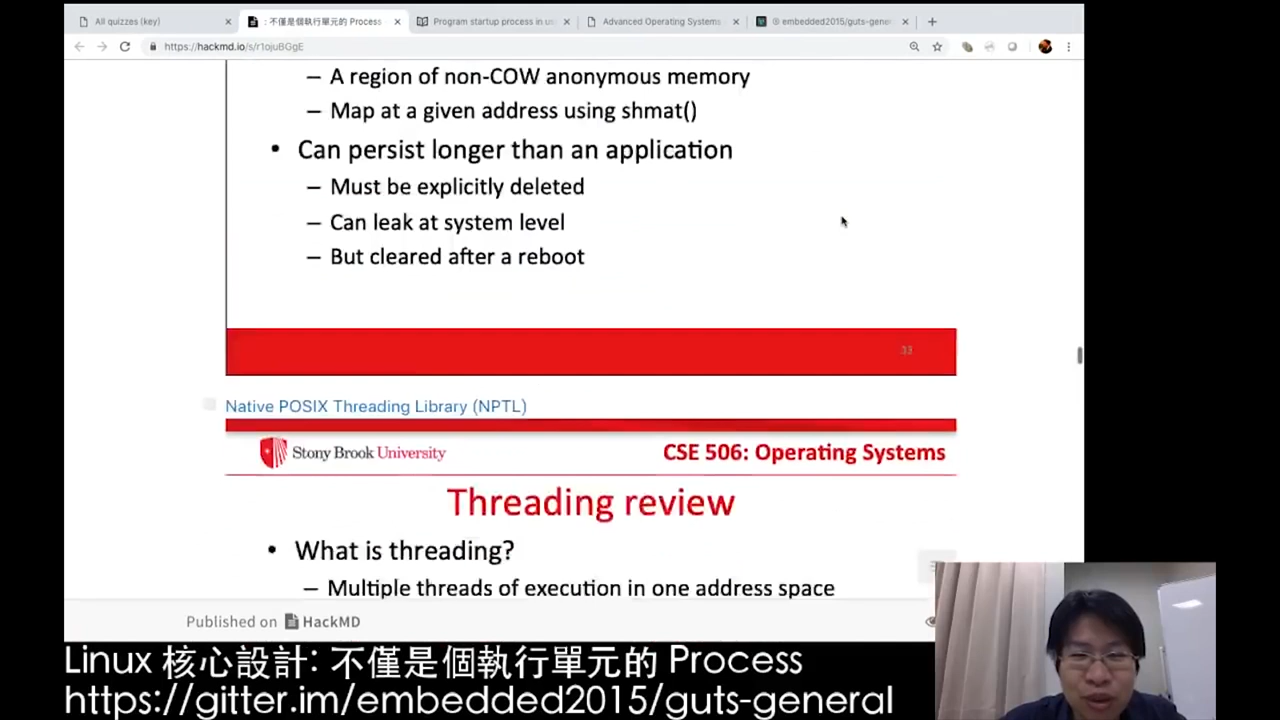 All quizzes (key)
: 不僅是個執行單元的 Process
Program startup process in us
Advanced Operating Systems
embedded2015/guts-gener
https://hackmd.io/s/r1ojuBGgE
– A region of non-COW anonymous memory
– Map at a given address using shmat()
• Can persist longer than an application
– Must be explicitly deleted
– Can leak at system level
– But cleared after a reboot
33
Native POSIX Threading Library (NPTL)
Stony Brook University
CSE 506: Operating Systems
Threading review
• What is threading?
– Multiple threads of execution in one address space
Published on HackMD
Linux 核心設計: 不僅是個執行單元的 Process
https://gitter.im/embedded2015/guts-general